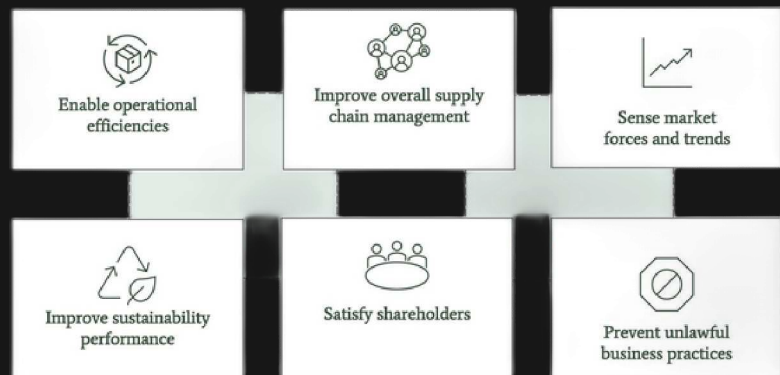 Enable operational
efficiencies
Improve overall supply
chain management
Sense market
forces and trends
Improve sustainability
performance
Satisfy shareholders
Prevent unlawful
business practices